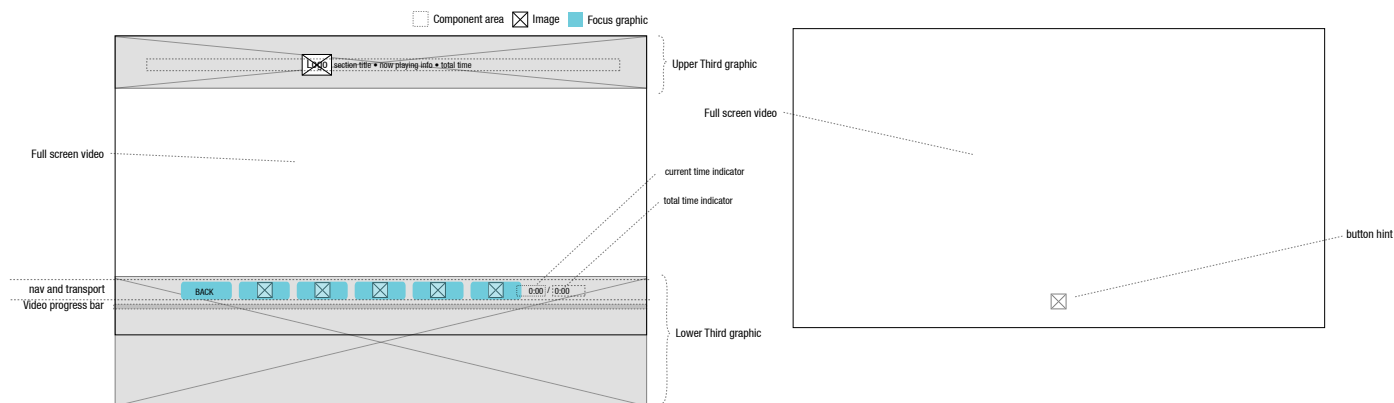 Component area
Image
Focus graphic
Logo section title • now playing info • total time
Upper Third graphic
Full screen video
current time indicator
total time indicator
nav and transport
BACK
0:00 / 0:00
Video progress bar
Lower Third graphic
Full screen video
button hint